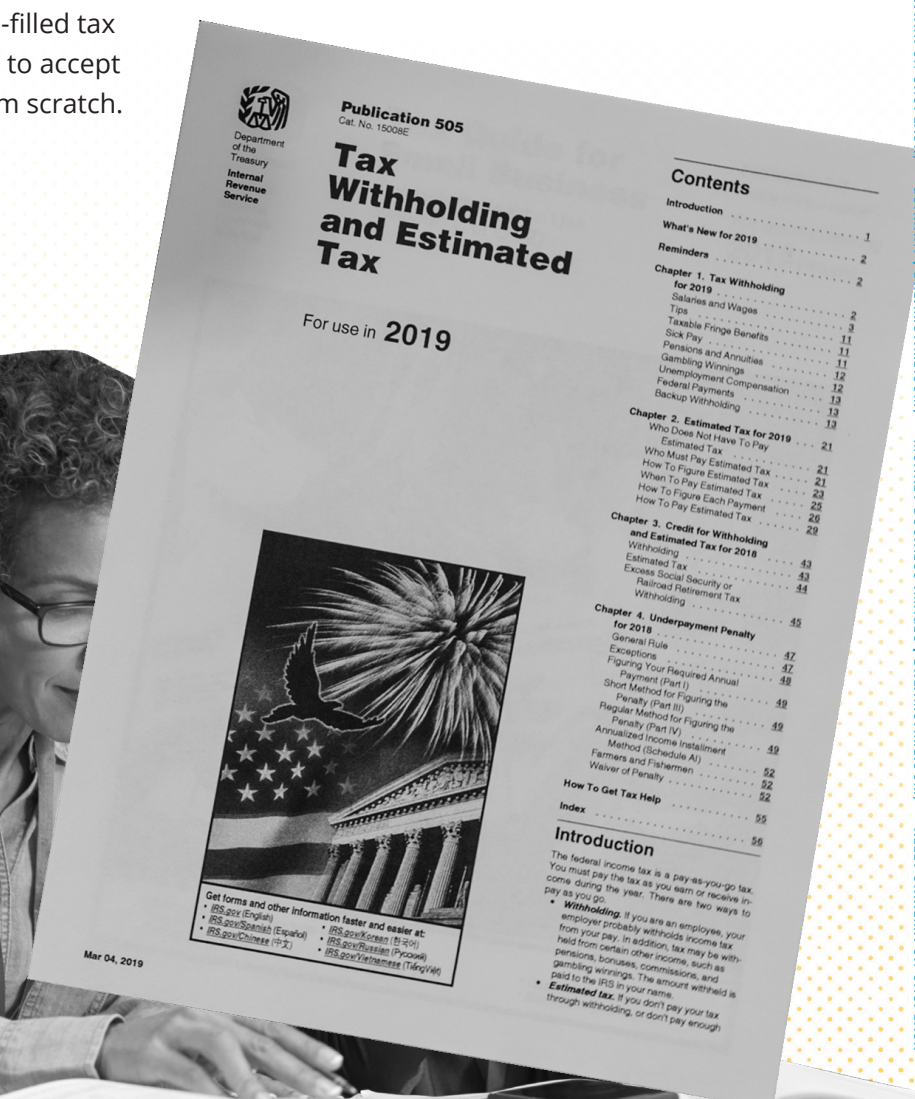 -filled tax
to accept
m scratch.
Department
of the
Treasury
Internal
Revenue
Service
Publication 505
Cat. No. 15008E
Tax
Withholding
and Estimated
Tax
For use in 2019
Get forms and other information faster and easier at:
• IRS.gov (English)
• IRS.gov/Spanish (Español)
• IRS.gov/Chinese (中文)
• IRS.gov/Korean (한국어)
• IRS.gov/Russian (Русский)
• IRS.gov/Vietnamese (TiếngViệt)
Mar 04, 2019
Contents
Introduction . . . . . . . . . . . . . . . . . . 1
What's New for 2019 . . . . . . . . . . . . . 2
Reminders . . . . . . . . . . . . . . . . . . . 2
Chapter 1. Tax Withholding
for 2019 . . . . . . . . . . . . . . . . . . 2
Salaries and Wages . . . . . . . . . . . . 3
Tips . . . . . . . . . . . . . . . . . . . . 11
Taxable Fringe Benefits . . . . . . . . . . 11
Sick Pay . . . . . . . . . . . . . . . . . . 11
Pensions and Annuities . . . . . . . . . . 12
Gambling Winnings . . . . . . . . . . . . 12
Unemployment Compensation . . . . . . 13
Federal Payments . . . . . . . . . . . . . 13
Backup Withholding . . . . . . . . . . . . 13
Chapter 2. Estimated Tax for 2019 . . . . 21
Who Does Not Have To Pay
Estimated Tax . . . . . . . . . . . . . . 21
Who Must Pay Estimated Tax . . . . . . . 21
How To Figure Estimated Tax . . . . . . . 23
When To Pay Estimated Tax . . . . . . . 25
How To Figure Each Payment . . . . . . . 26
How To Pay Estimated Tax . . . . . . . . 29
Chapter 3. Credit for Withholding
and Estimated Tax for 2018 . . . . . . . 43
Withholding . . . . . . . . . . . . . . . . 43
Estimated Tax . . . . . . . . . . . . . . . 44
Excess Social Security or
Railroad Retirement Tax
Withholding . . . . . . . . . . . . . . . 45
Chapter 4. Underpayment Penalty
for 2018 . . . . . . . . . . . . . . . . . . 47
General Rule . . . . . . . . . . . . . . . 47
Exceptions . . . . . . . . . . . . . . . . 48
Figuring Your Required Annual
Payment (Part I) . . . . . . . . . . . . 49
Short Method for Figuring the
Penalty (Part III) . . . . . . . . . . . . 49
Regular Method for Figuring the
Penalty (Part IV) . . . . . . . . . . . . 49
Annualized Income Installment
Method (Schedule AI) . . . . . . . . . . 52
Farmers and Fishermen . . . . . . . . . . 52
Waiver of Penalty . . . . . . . . . . . . . 52
How To Get Tax Help . . . . . . . . . . . . 55
Index . . . . . . . . . . . . . . . . . . . . . 56
Introduction
The federal income tax is a pay-as-you-go tax.
You must pay the tax as you earn or receive in-
come during the year. There are two ways to
pay as you go.
• Withholding. If you are an employee, your
employer probably withholds income tax
from your pay. In addition, tax may be with-
held from certain other income, such as
pensions, bonuses, commissions, and
gambling winnings. The amount withheld is
paid to the IRS in your name.
• Estimated tax. If you don't pay your tax
through withholding, or don't pay enough